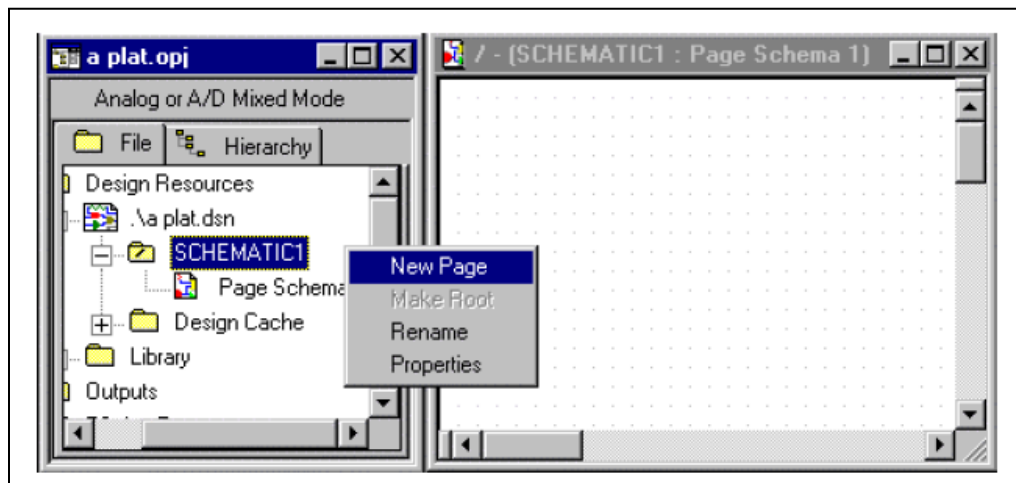 a plat.opj
Analog or A/D Mixed Mode
File Hierarchy
Design Resources
.\a plat.dsn
SCHEMATIC1
Page Schema
Design Cache
Library
Outputs
New Page
Make Root
Rename
Properties
/ - (SCHEMATIC1 : Page Schema 1)